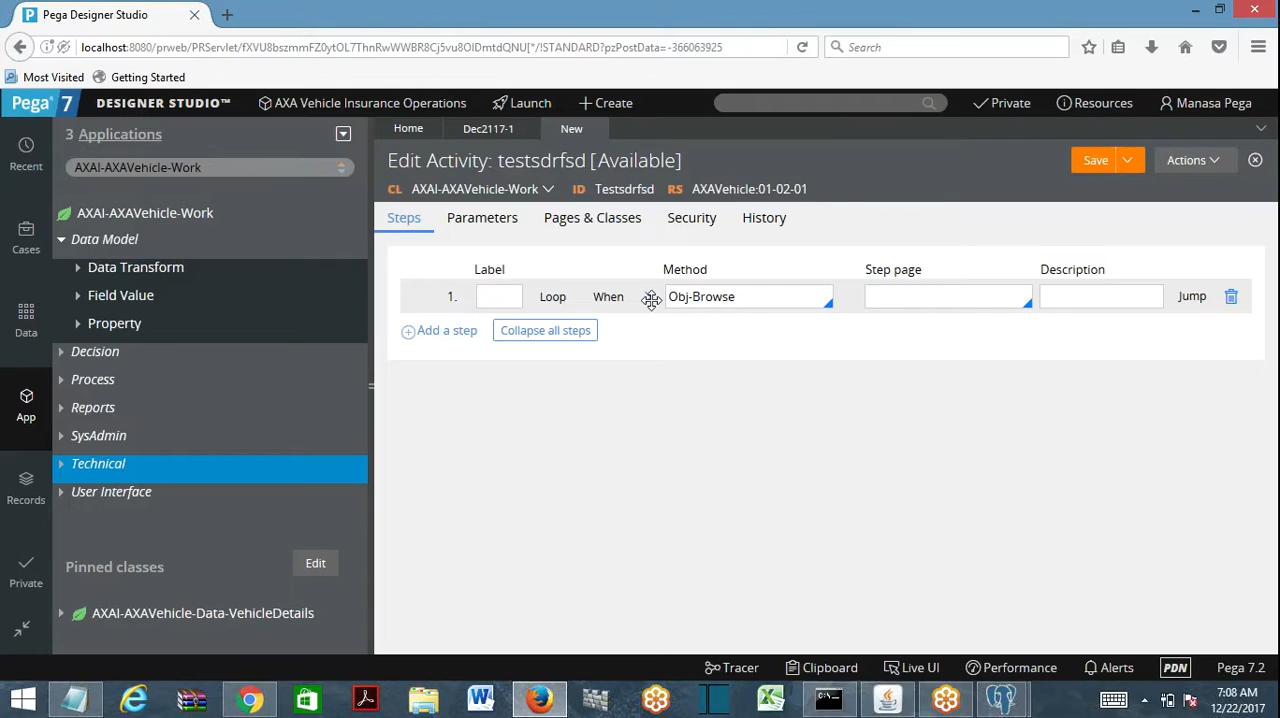 Pega Designer Studio
localhost:8080/prweb/PRServlet/fXVU8bszmmFZ0ytOL7ThnRwWWBR8Cj5vu8OlDmtdQNU[*/!STANDARD?pzPostData=-366063925
Search
Most Visited
Getting Started
Pega 7
DESIGNER STUDIO™
AXA Vehicle Insurance Operations
Launch
Create
Private
Resources
Manasa Pega
Recent
Cases
Data
App
Records
Private
3 Applications
AXAI-AXAVehicle-Work
AXAI-AXAVehicle-Work
Data Model
Data Transform
Field Value
Property
Decision
Process
Reports
SysAdmin
Technical
User Interface
Pinned classes
Edit
AXAI-AXAVehicle-Data-VehicleDetails
Home
Dec2117-1
New
Edit Activity: testsdrfsd [Available]
Save
Actions
CL AXAI-AXAVehicle-Work ID Testsdrfsd RS AXAVehicle:01-02-01
Steps
Parameters
Pages & Classes
Security
History
Label Method Step page Description
1. Loop When Obj-Browse Jump
Add a step
Collapse all steps
Tracer
Clipboard
Live UI
Performance
Alerts
PDN
Pega 7.2
7:08 AM
12/22/2017